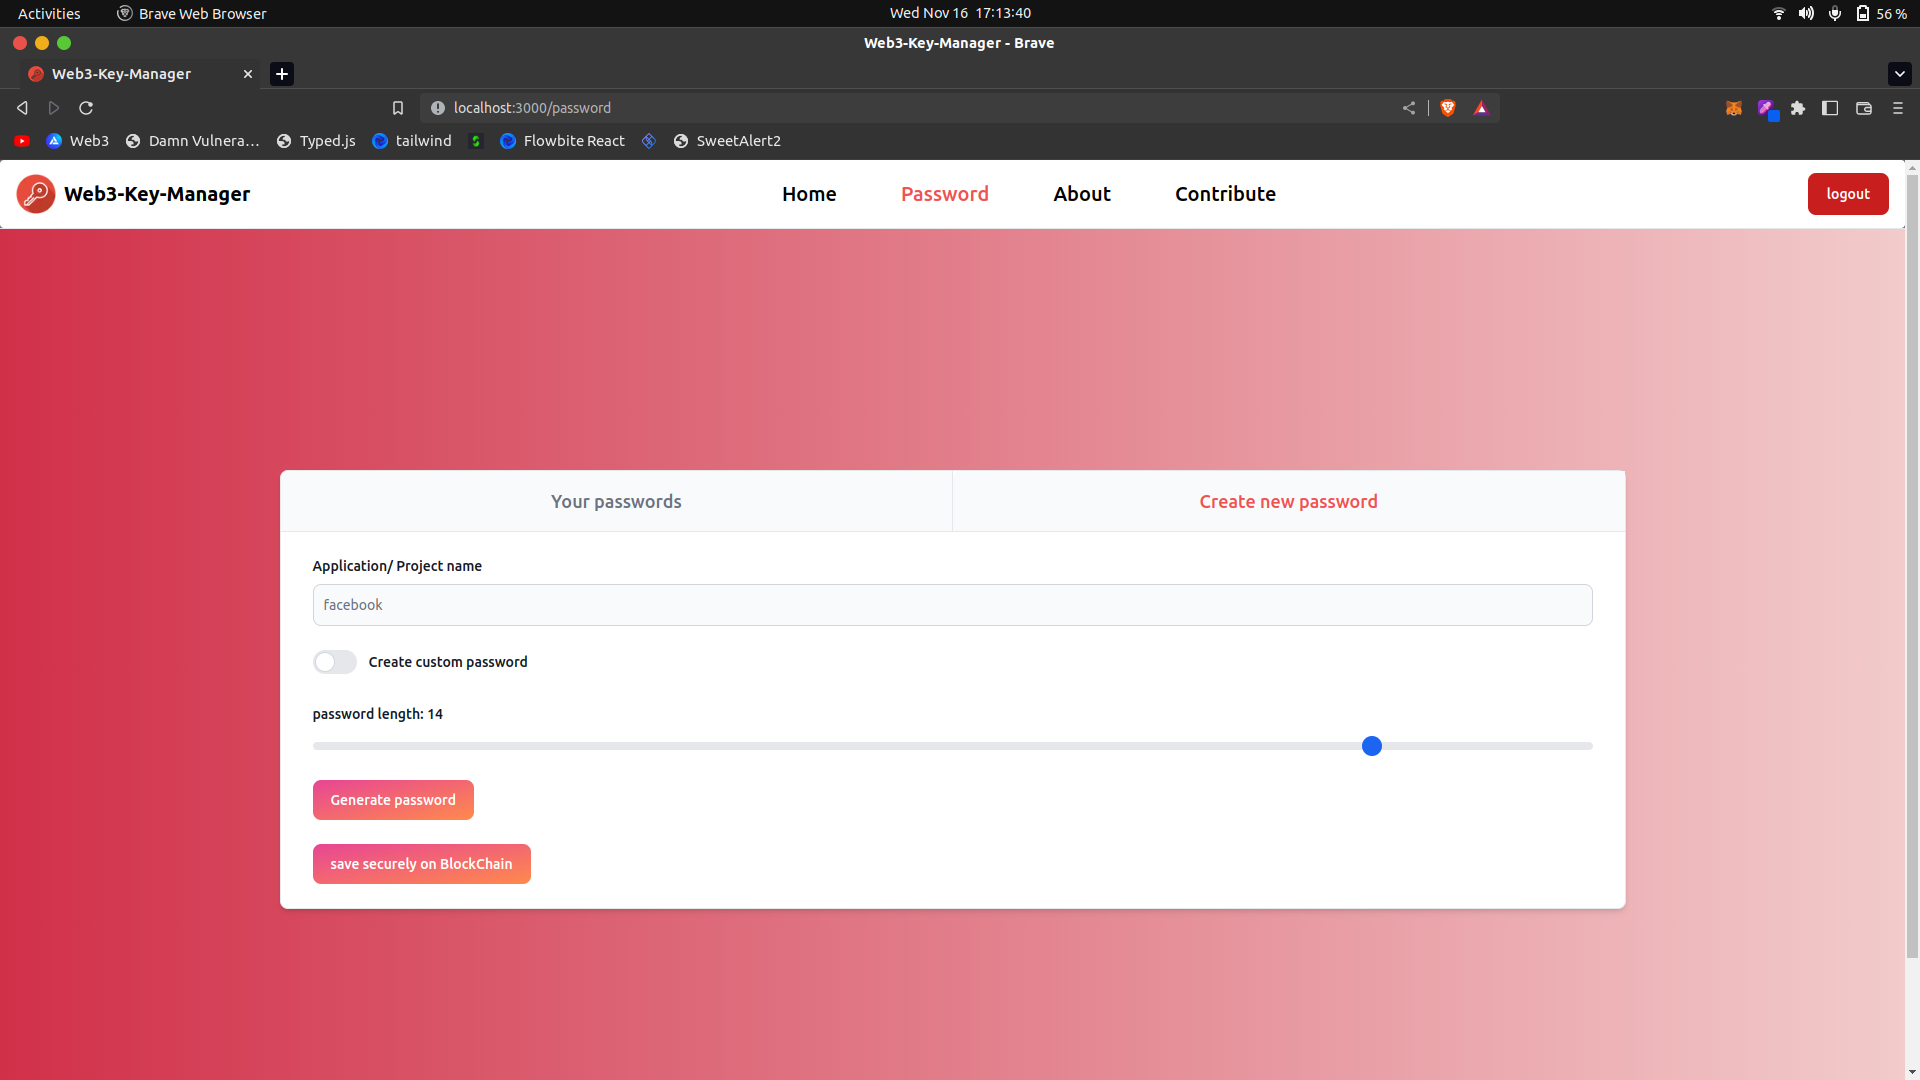 Activities Brave Web Browser Wed Nov 16 17:13:40 56 %
Web3-Key-Manager - Brave
Web3-Key-Manager
localhost:3000/password
Web3 Damn Vulnera... Typed.js tailwind Flowbite React SweetAlert2
Web3-Key-Manager Home Password About Contribute logout
Your passwords Create new password
Application/ Project name
facebook
Create custom password
password length: 14
Generate password
save securely on BlockChain